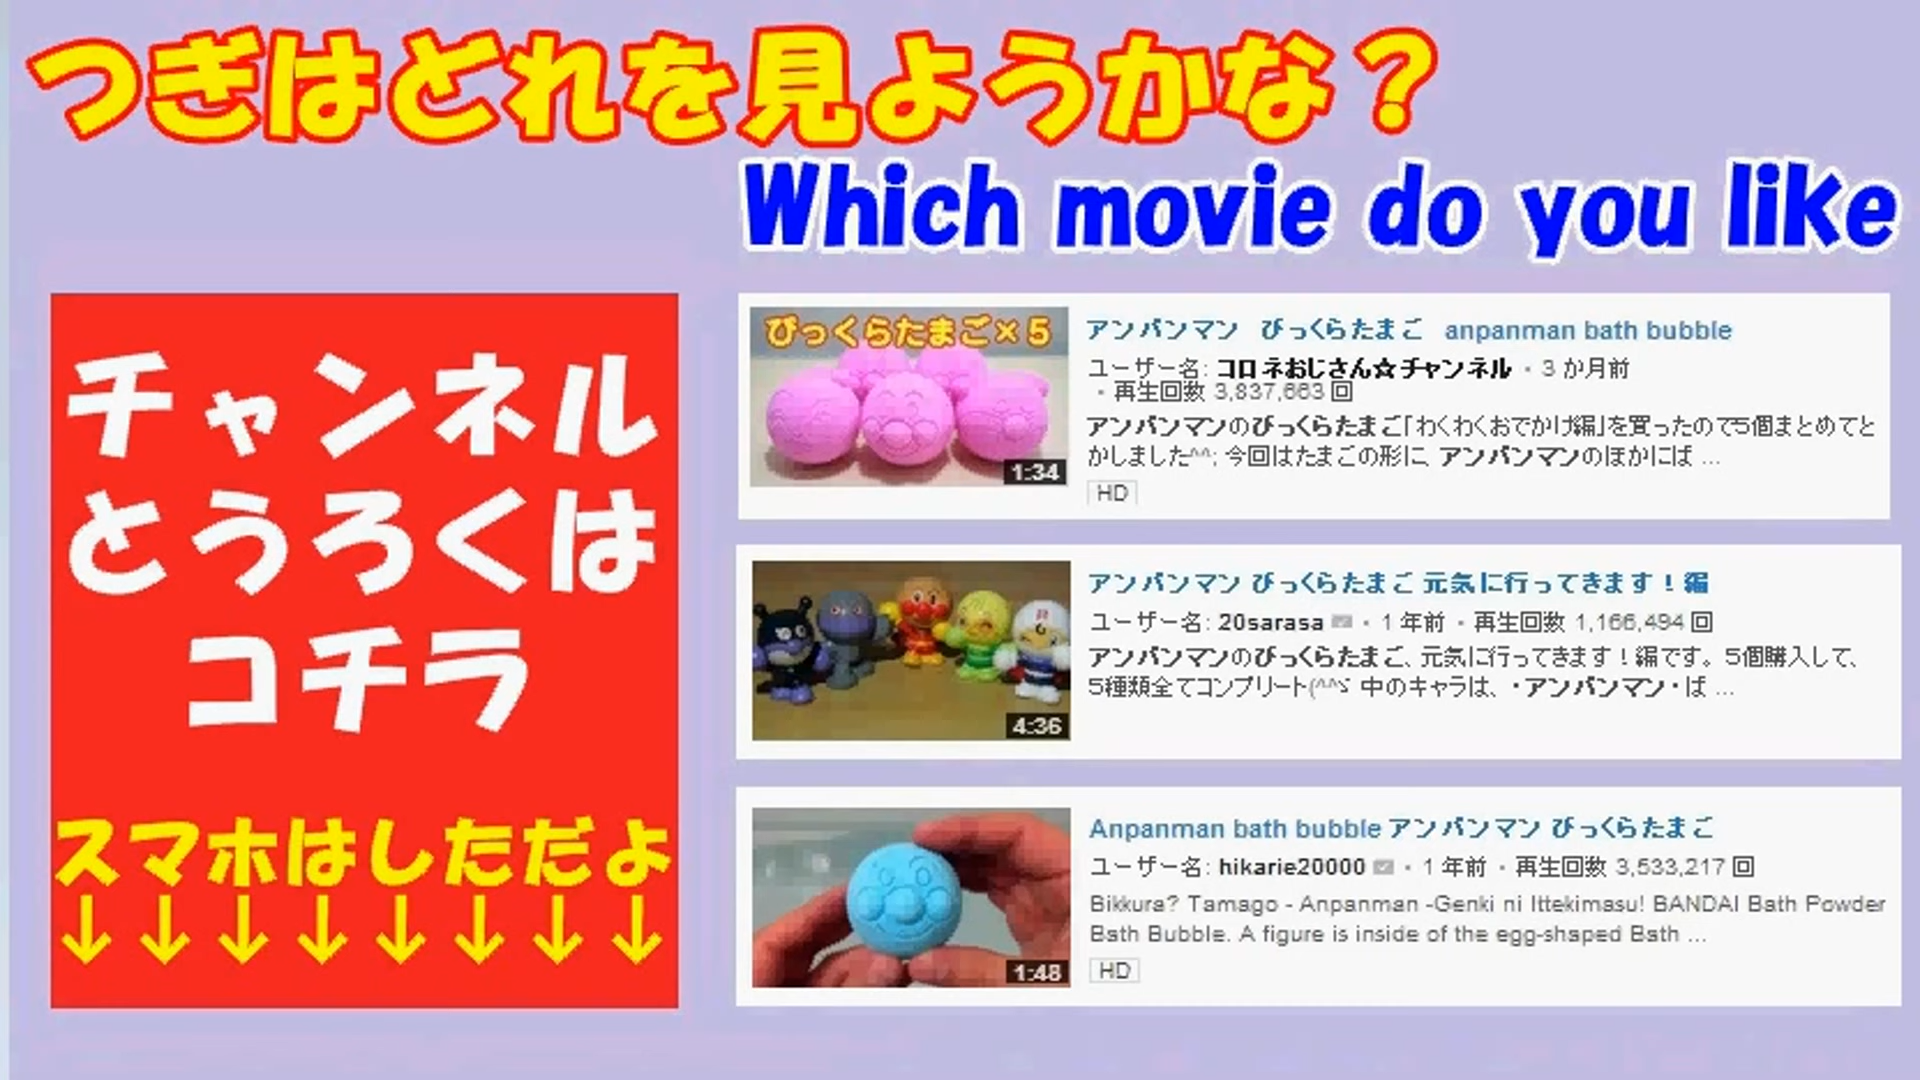 つぎはどれを見ようかな？
Which movie do you like
チャンネル
とうろくは
コチラ
スマホはしただよ
↓↓↓↓↓↓↓↓
びっくらたまご×5
1:34
アンパンマン びっくらたまご anpanman bath bubble
ユーザー名: コロネおじさん☆チャンネル・3 か月前
・再生回数 3,837,663 回
アンパンマンのびっくらたまご「わくわくおでかけ編」を買ったので5個まとめてと
かしました^^; 今回はたまごの形に、アンパンマンのほかにば ...
HD
4:36
アンパンマン びっくらたまご 元気に行ってきます！編
ユーザー名: 20sarasa ・ 1 年前 ・ 再生回数 1,166,494 回
アンパンマンのびっくらたまご、元気に行ってきます！編です。5個購入して、
5種類全てコンプリート(^^ゞ 中のキャラは、・アンパンマン・ば ...
1:48
Anpanman bath bubble アンパンマン びっくらたまご
ユーザー名: hikarie20000 ・ 1 年前 ・ 再生回数 3,533,217 回
Bikkura? Tamago - Anpanman -Genki ni Ittekimasu! BANDAI Bath Powder
Bath Bubble. A figure is inside of the egg-shaped Bath ...
HD